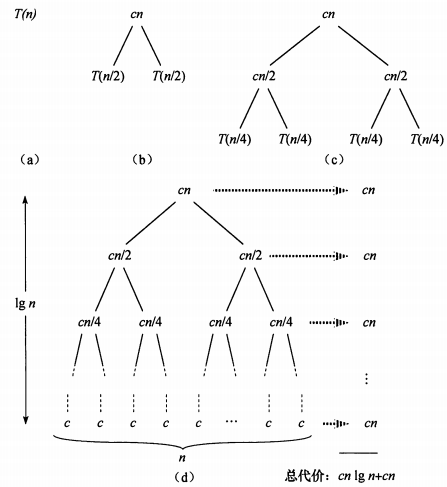 T(n)
cn
cn
T(n/2) T(n/2)
cn/2 cn/2
T(n/4) T(n/4) T(n/4) T(n/4)
（a） （b） （c）
cn cn
cn/2 cn/2 cn
lg n
cn/4 cn/4 cn/4 cn/4 cn
⋮
c c c c c … c c cn
n
（d） 总代价：cn lg n+cn